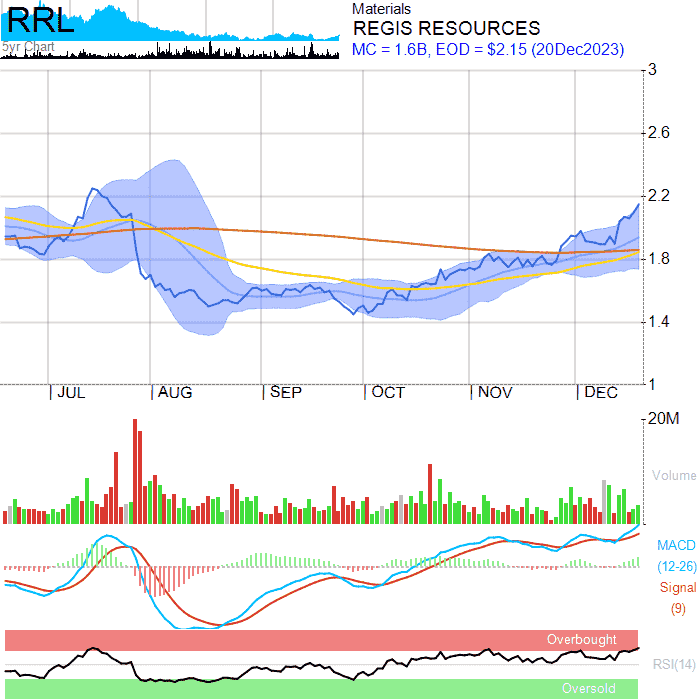 RRL
5yr Chart
Materials
REGIS RESOURCES
MC = 1.6B, EOD = $2.15 (20Dec2023)
3
2.6
2.2
1.8
1.4
1
JUL AUG SEP OCT NOV DEC
20M
Volume
MACD
(12-26)
Signal
(9)
Overbought
RSI(14)
Oversold